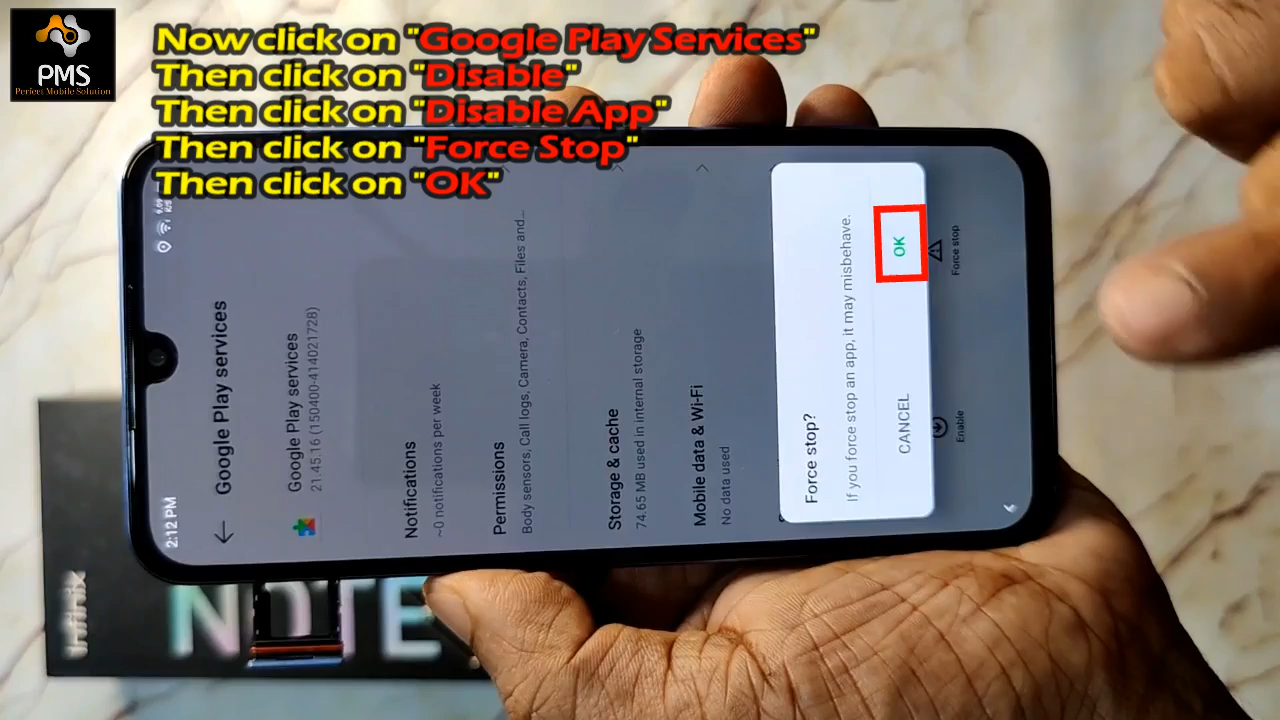 PMS
Perfect Mobile Solution
Now click on "Google Play Services"
Then click on "Disable"
Then click on "Disable App"
Then click on "Force Stop"
Then click on "OK"
2:12 PM
Google Play services
Google Play services
21.45.16 (150400-414021728)
Notifications
~0 notifications per week
Permissions
Body sensors, Call logs, Camera, Contacts, Files and...
Storage & cache
74.65 MB used in internal storage
Mobile data & Wi-Fi
No data used
Force stop?
If you force stop an app, it may misbehave.
CANCEL
OK
Enable
Force stop
Infinix
NOTE